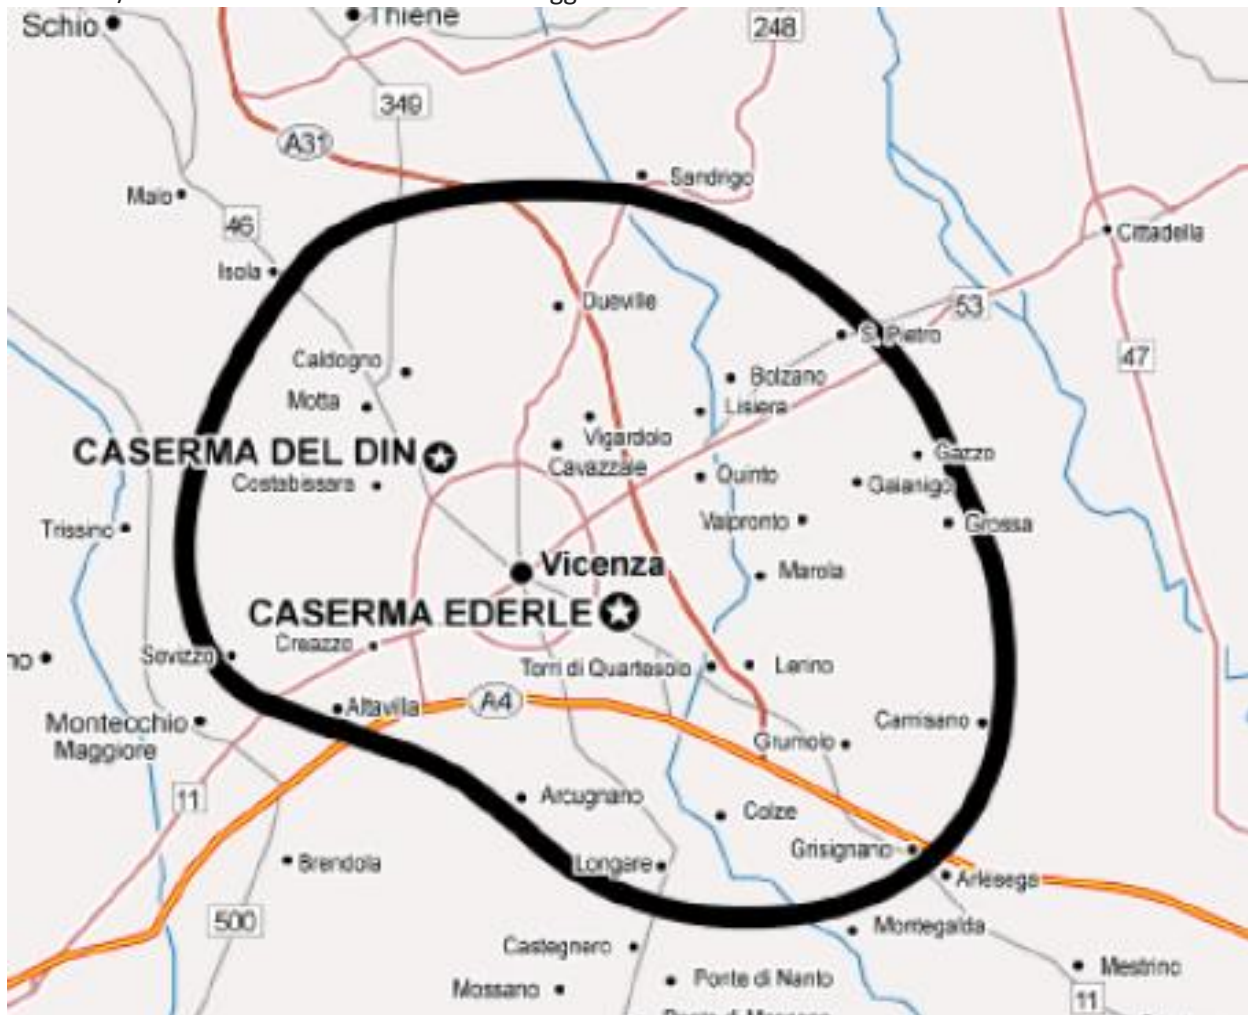 Schio
Thiene
248
349
A31
Sandrigo
Malo
46
Cittadella
Isola
Dueville
53
S. Pietro
47
Caldogno
Bolzano
Motta
Lisiera
Vigardolo
CASERMA DEL DIN
Gazzo
Cavazzale
Quinto
Costabissara
Gaianigo
Valpronto
Grossa
Trissino
Vicenza
Marola
CASERMA EDERLE
Creazzo
Sovizzo
no
Torri di Quartesolo
Lerino
A4
Altavilla
Montecchio
Maggiore
Camisano
Grumolo
11
Arcugnano
Colze
Grisignano
Brendola
Longare
Arlesega
500
Montegalda
Castegnero
Mestrino
Ponte di Nanto
Mossano
11